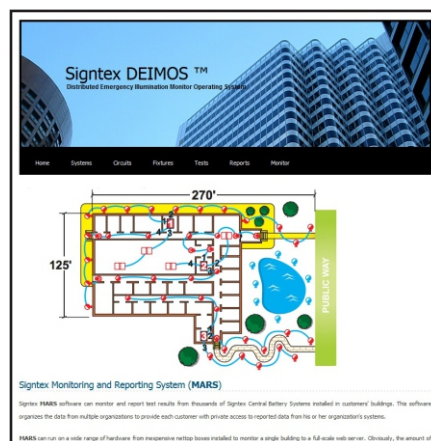 Signtex DEIMOS ™
Distributed Emergency Illumination Monitor Operating System
Home Systems Circuits Fixtures Tests Reports Monitor
270'
125'
PUBLIC WAY
Signtex Monitoring and Reporting System (MARS)
Signtex MARS software can monitor and report test results from thousands of Signtex Central Battery Systems installed in customers' buildings. This software
organizes the data from multiple organizations to provide each customer with private access to reported data from his or her organization's systems.
MARS can run on a wide range of hardware from inexpensive nettop boxes installed to monitor a single building to a full-scale web server. Obviously, the amount of